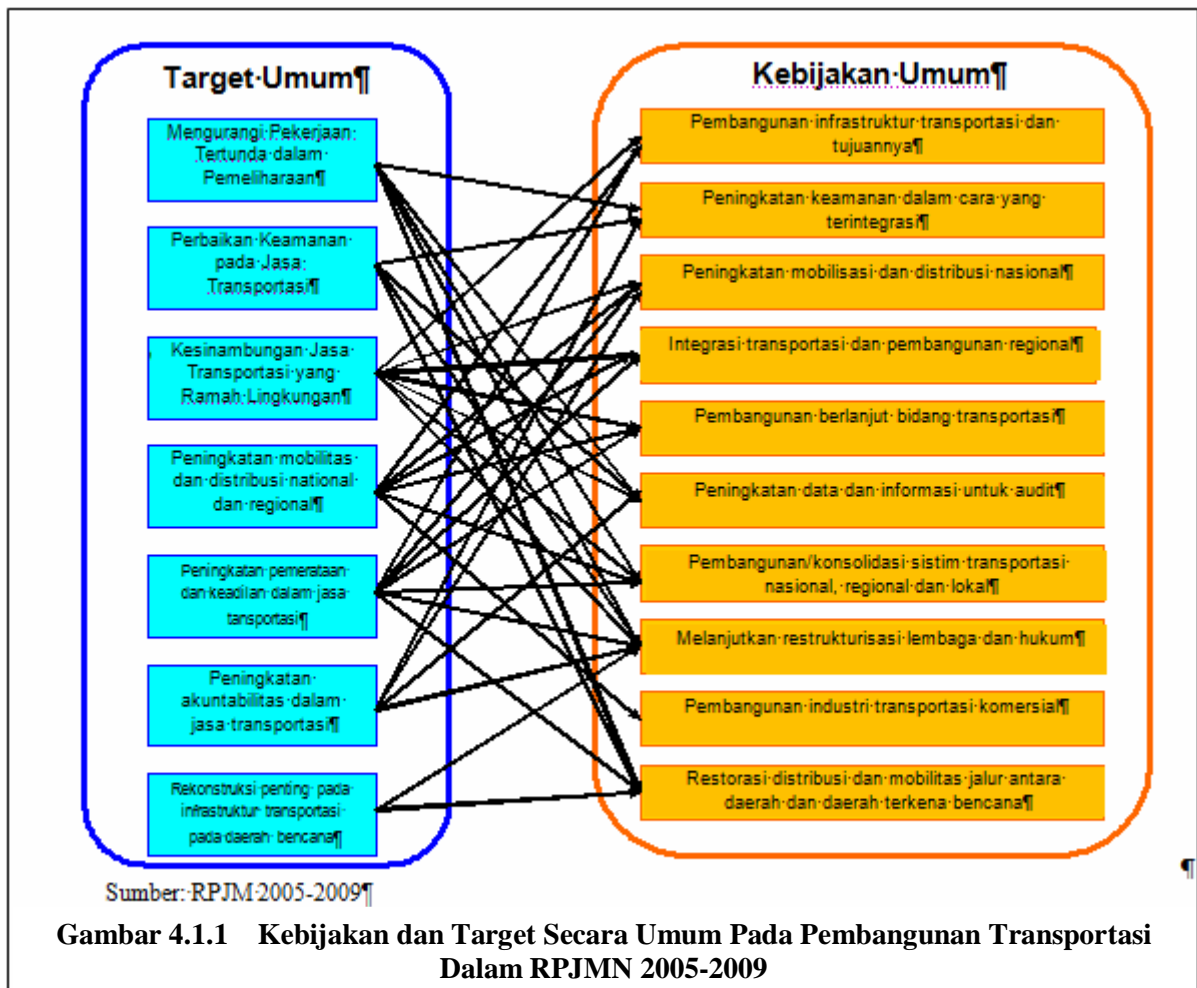 Target·Umum¶
Mengurangi·Pekerjaan·
Tertunda·dalam·
Pemeliharaan¶
Perbaikan·Keamanan·
pada·Jasa·
Transportasi¶
Kesinambungan·Jasa·
Transportasi·yang·
Ramah·Lingkungan¶
Peningkatan·mobilitas·
dan·distribusi·national·
dan·regional¶
Peningkatan·pemerataan·
dan·keadilan·dalam·jasa·
tansportasi¶
Peningkatan·
akuntabilitas·dalam·
jasa·transportasi¶
Rekonstruksi·penting·pada·
infrastruktur·transportasi·
pada·daerah·bencana¶
Kebijakan·Umum¶
Pembangunan·infrastruktur·transportasi·dan·
tujuannya¶
Peningkatan·keamanan·dalam·cara·yang·
terintegrasi¶
Peningkatan·mobilisasi·dan·distribusi·nasional¶
Integrasi·transportasi·dan·pembangunan·regional¶
Pembangunan·berlanjut·bidang·transportasi¶
Peningkatan·data·dan·informasi·untuk·audit¶
Pembangunan/konsolidasi·sistim·transportasi·
nasional,·regional·dan·lokal¶
Melanjutkan·restrukturisasi·lembaga·dan·hukum¶
Pembangunan·industri·transportasi·komersial¶
Restorasi·distribusi·dan·mobilitas·jalur·antara·
daerah·dan·daerah·terkena·bencana¶
¶
Sumber:·RPJM·2005-2009¶
Gambar 4.1.1 Kebijakan dan Target Secara Umum Pada Pembangunan Transportasi
Dalam RPJMN 2005-2009